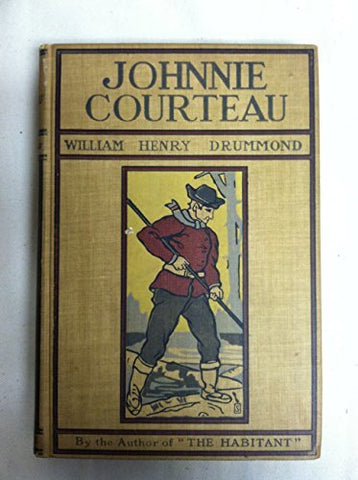 JOHNNIE
COURTEAU
WILLIAM HENRY DRUMMOND
By the Author of "THE HABITANT"